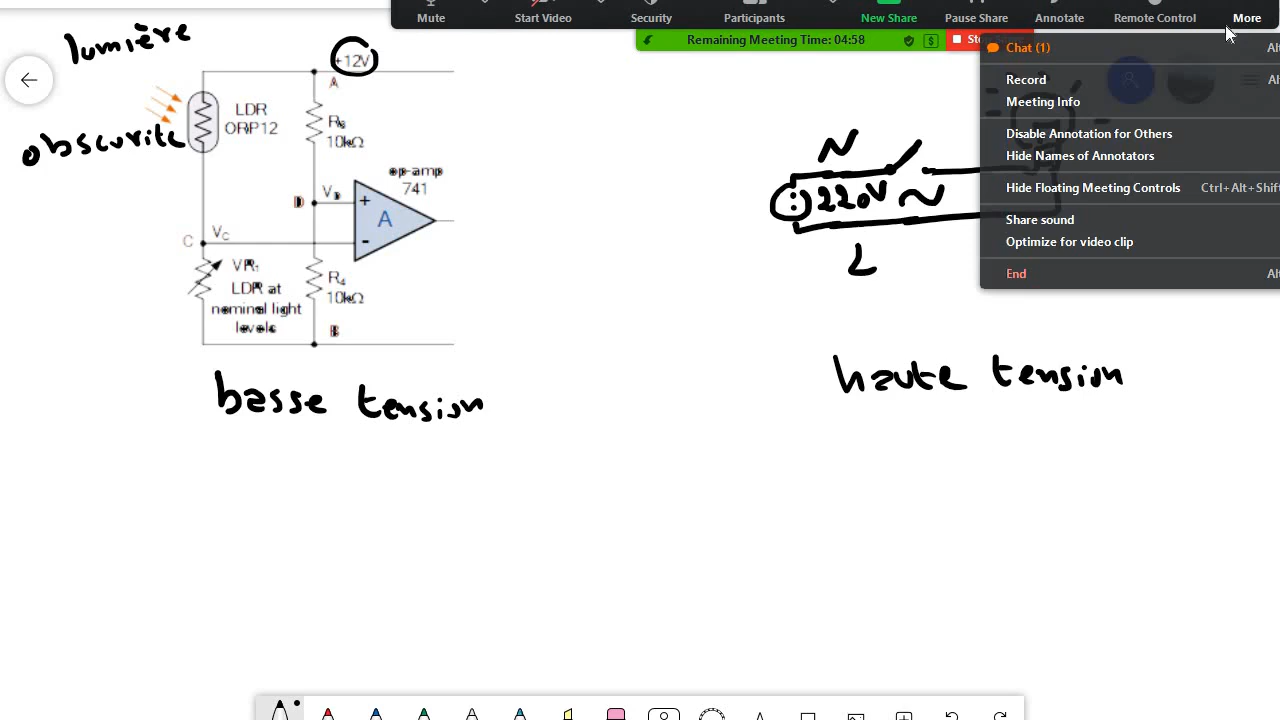 Mute
Start Video
Security
Participants
New Share
Pause Share
Annotate
Remote Control
More
Remaining Meeting Time: 04:58
Chat (1)
Record
Meeting Info
Disable Annotation for Others
Hide Names of Annotators
Hide Floating Meeting Controls Ctrl+Alt+Shift
Share sound
Optimize for video clip
End
lumière
+12V
A
LDR
ORP12
obscurite
10kΩ
op-amp
741
D
+
A
C
VC
-
VR1
LDR at
nominal light
levels
R4
10kΩ
B
basse tension
N
220V
L
haute tension